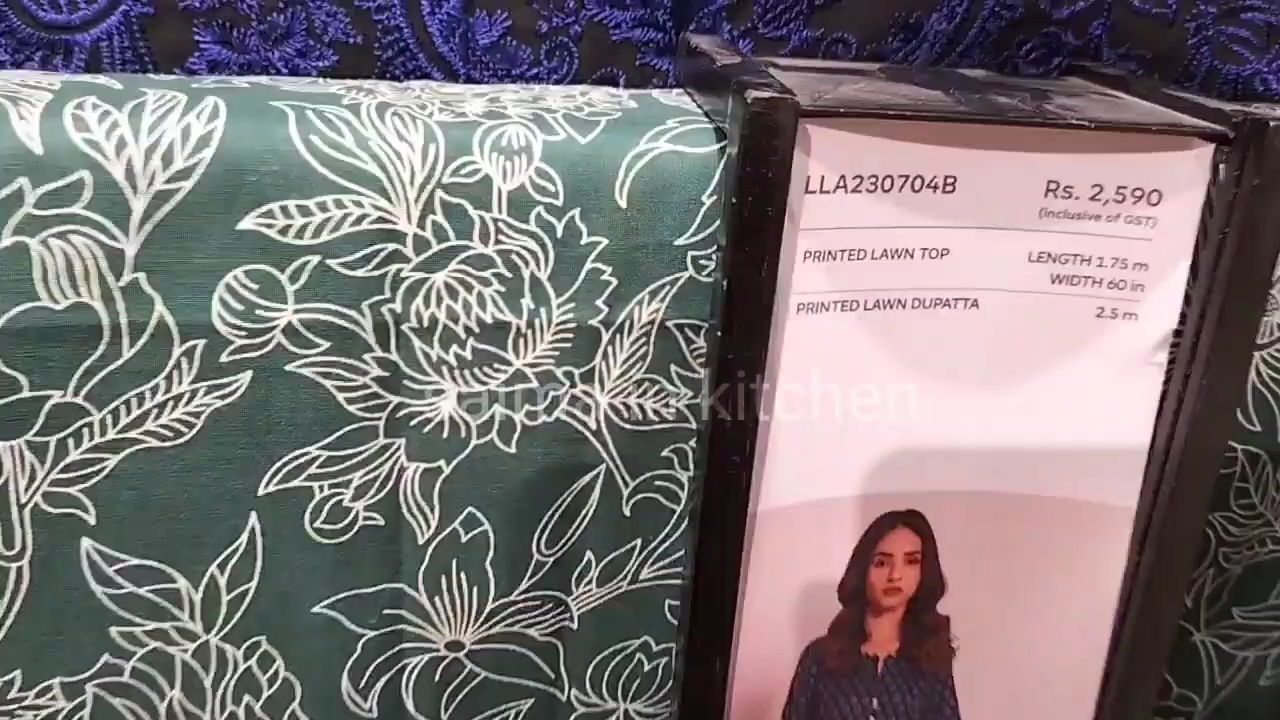 LLA230704B
Rs. 2,590
(inclusive of GST)
PRINTED LAWN TOP
LENGTH 1.75 m
WIDTH 60 in
PRINTED LAWN DUPATTA
2.5 m
kitchen